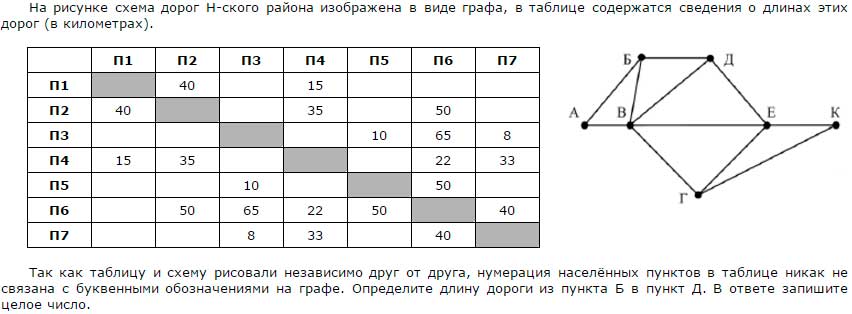 На рисунке схема дорог Н-ского района изображена в виде графа, в таблице содержатся сведения о длинах этих
дорог (в километрах).
П1 П2 П3 П4 П5 П6 П7
П1 40 15
П2 40 35 50
П3 10 65 8
П4 15 35 22 33
П5 10 50
П6 50 65 22 50 40
П7 8 33 40
Б Д
А В Е К
Г
Так как таблицу и схему рисовали независимо друг от друга, нумерация населённых пунктов в таблице никак не
связана с буквенными обозначениями на графе. Определите длину дороги из пункта Б в пункт Д. В ответе запишите
целое число.